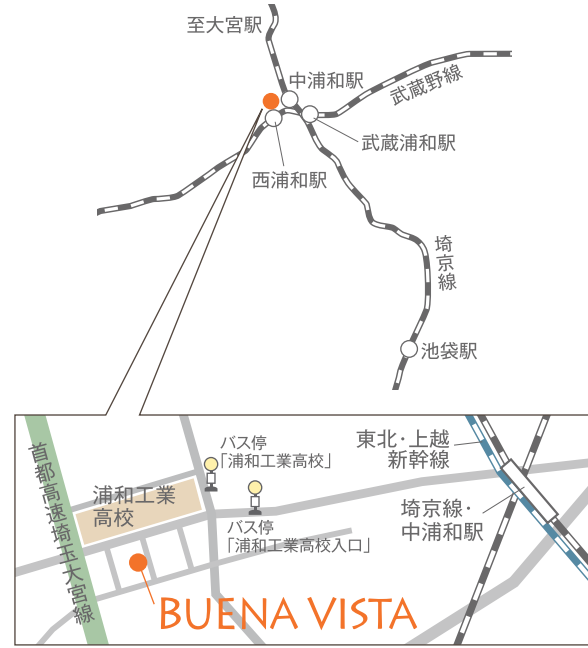 至大宮駅
中浦和駅
武蔵野線
武蔵浦和駅
西浦和駅
埼京線
池袋駅
首都高速埼玉大宮線
浦和工業
高校
バス停
「浦和工業高校」
バス停
「浦和工業高校入口」
東北・上越
新幹線
埼京線・
中浦和駅
BUENA VISTA